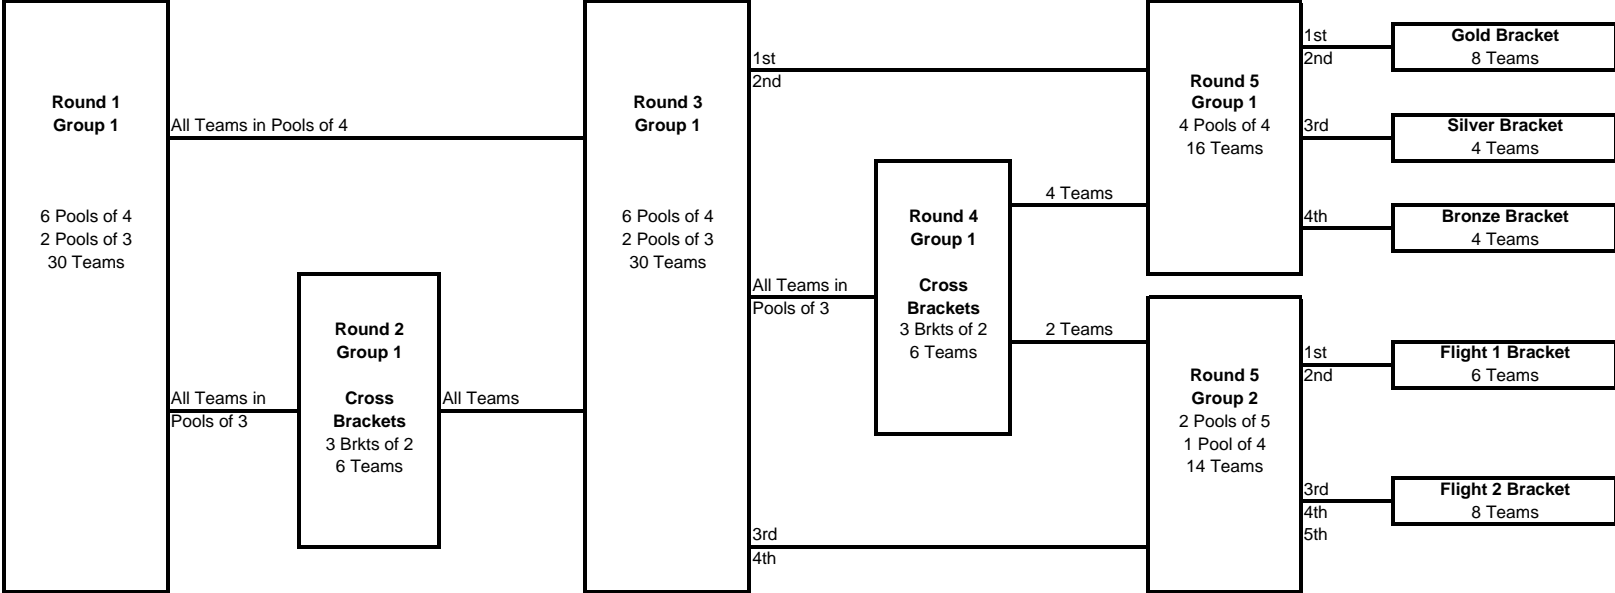 Round 1
Group 1
6 Pools of 4
2 Pools of 3
30 Teams
All Teams in Pools of 4
All Teams in
Pools of 3
Round 2
Group 1
Cross
Brackets
3 Brkts of 2
6 Teams
All Teams
Round 3
Group 1
6 Pools of 4
2 Pools of 3
30 Teams
1st
2nd
All Teams in
Pools of 3
3rd
4th
Round 4
Group 1
Cross
Brackets
3 Brkts of 2
6 Teams
4 Teams
2 Teams
Round 5
Group 1
4 Pools of 4
16 Teams
1st
2nd
3rd
4th
Round 5
Group 2
2 Pools of 5
1 Pool of 4
14 Teams
1st
2nd
3rd
4th
5th
Gold Bracket
8 Teams
Silver Bracket
4 Teams
Bronze Bracket
4 Teams
Flight 1 Bracket
6 Teams
Flight 2 Bracket
8 Teams